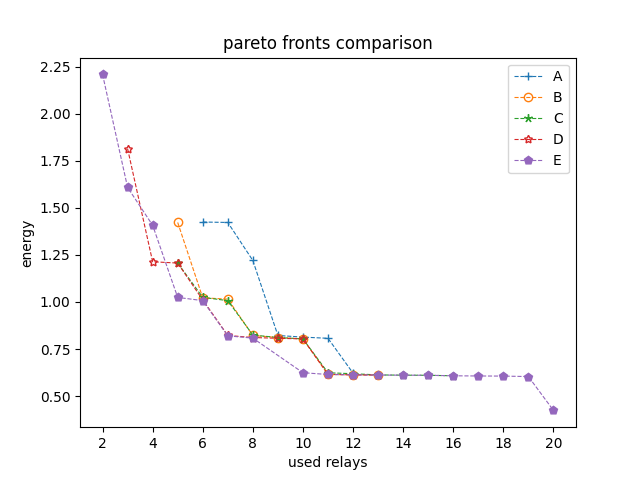 pareto fronts comparison
2.25
2.00
1.75
1.50
1.25
1.00
0.75
0.50
energy
A
B
C
D
E
2 4 6 8 10 12 14 16 18 20
used relays